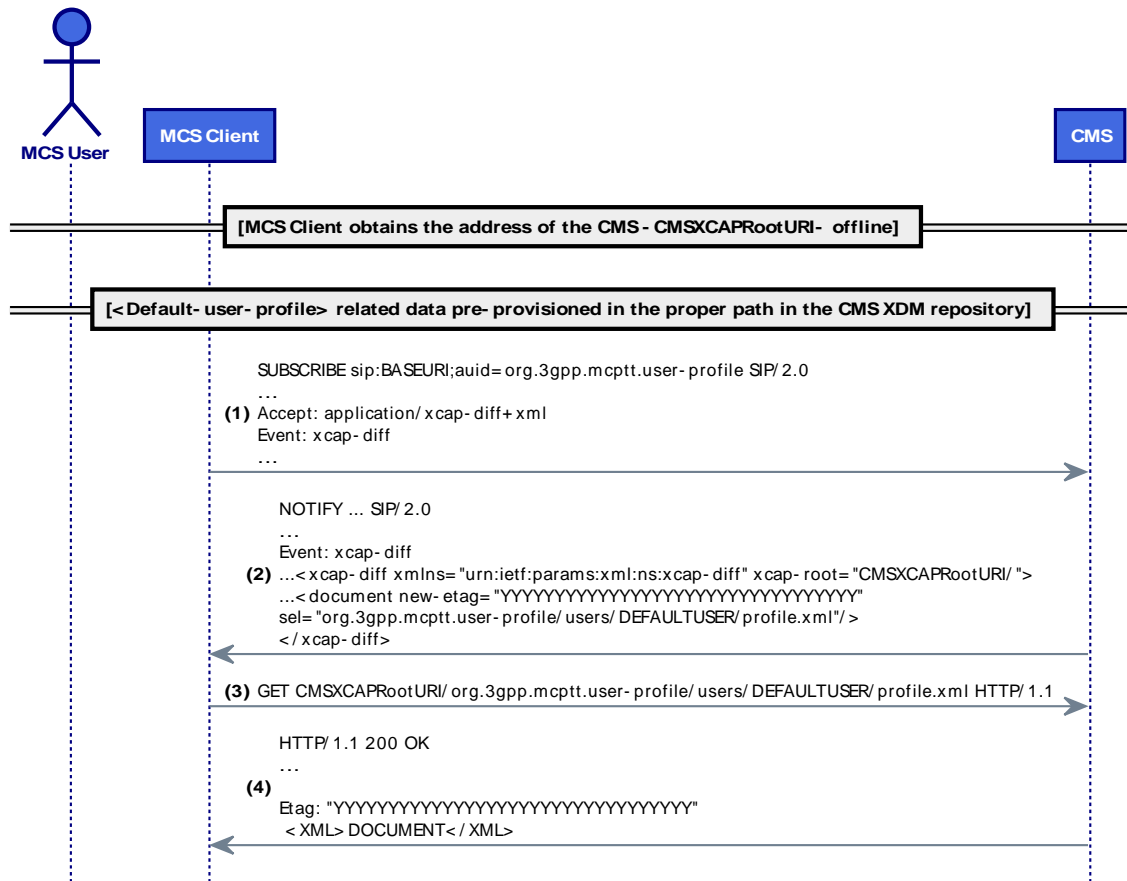 MCS User
MCS Client
CMS
[MCS Client obtains the address of the CMS - CMSXCAPRootURI- offline]
[<Default-user-profile> related data pre-provisioned in the proper path in the CMS XDM repository]
SUBSCRIBE sip:BASEURI;auid=org.3gpp.mcptt.user-profile SIP/2.0
...
(1) Accept: application/xcap-diff+xml
Event: xcap-diff
...
NOTIFY ... SIP/2.0
...
Event: xcap-diff
(2) ...<xcap-diff xmlns="urn:ietf:params:xml:ns:xcap-diff" xcap-root="CMSXCAPRootURI/">
...<document new-etag="YYYYYYYYYYYYYYYYYYYYYYYYYYYYYYYYY"
sel="org.3gpp.mcptt.user-profile/users/DEFAULTUSER/profile.xml"/>
</xcap-diff>
(3) GET CMSXCAPRootURI/org.3gpp.mcptt.user-profile/users/DEFAULTUSER/profile.xml HTTP/1.1
HTTP/1.1 200 OK
...
(4)
Etag: "YYYYYYYYYYYYYYYYYYYYYYYYYYYYYYYYY"
<XML> DOCUMENT</XML>